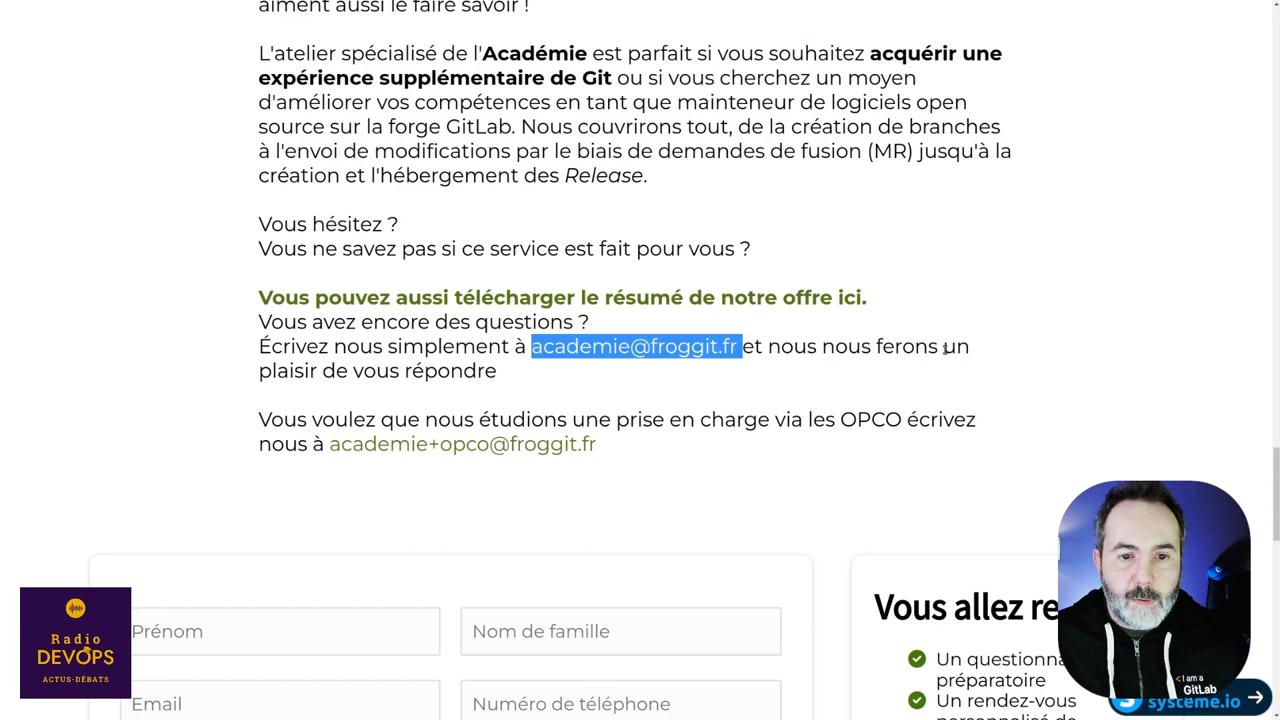 aiment aussi le faire savoir !
L'atelier spécialisé de l'Académie est parfait si vous souhaitez acquérir une
expérience supplémentaire de Git ou si vous cherchez un moyen
d'améliorer vos compétences en tant que mainteneur de logiciels open
source sur la forge GitLab. Nous couvrirons tout, de la création de branches
à l'envoi de modifications par le biais de demandes de fusion (MR) jusqu'à la
création et l'hébergement des Release.
Vous hésitez ?
Vous ne savez pas si ce service est fait pour vous ?
Vous pouvez aussi télécharger le résumé de notre offre ici.
Vous avez encore des questions ?
Écrivez nous simplement à academie@froggit.fr et nous nous ferons un
plaisir de vous répondre
Vous voulez que nous étudions une prise en charge via les OPCO écrivez
nous à academie+opco@froggit.fr
Prénom
Nom de famille
Email
Numéro de téléphone
Vous allez re
Un questionna
préparatoire
Un rendez-vous
personnalisé de
Radio
DEVOPS
ACTUS-DÉBATS
< I am a
GitLab
systeme.io